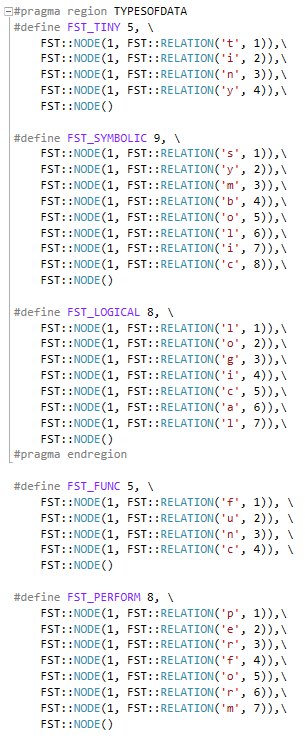 #pragma region TYPESOFDATA
#define FST_TINY 5, \
FST::NODE(1, FST::RELATION('t', 1)),\
FST::NODE(1, FST::RELATION('i', 2)),\
FST::NODE(1, FST::RELATION('n', 3)),\
FST::NODE(1, FST::RELATION('y', 4)),\
FST::NODE()
#define FST_SYMBOLIC 9, \
FST::NODE(1, FST::RELATION('s', 1)),\
FST::NODE(1, FST::RELATION('y', 2)),\
FST::NODE(1, FST::RELATION('m', 3)),\
FST::NODE(1, FST::RELATION('b', 4)),\
FST::NODE(1, FST::RELATION('o', 5)),\
FST::NODE(1, FST::RELATION('l', 6)),\
FST::NODE(1, FST::RELATION('i', 7)),\
FST::NODE(1, FST::RELATION('c', 8)),\
FST::NODE()
#define FST_LOGICAL 8, \
FST::NODE(1, FST::RELATION('l', 1)),\
FST::NODE(1, FST::RELATION('o', 2)),\
FST::NODE(1, FST::RELATION('g', 3)),\
FST::NODE(1, FST::RELATION('i', 4)),\
FST::NODE(1, FST::RELATION('c', 5)),\
FST::NODE(1, FST::RELATION('a', 6)),\
FST::NODE(1, FST::RELATION('l', 7)),\
FST::NODE()
#pragma endregion
#define FST_FUNC 5, \
FST::NODE(1, FST::RELATION('f', 1)), \
FST::NODE(1, FST::RELATION('u', 2)), \
FST::NODE(1, FST::RELATION('n', 3)), \
FST::NODE(1, FST::RELATION('c', 4)), \
FST::NODE()
#define FST_PERFORM 8, \
FST::NODE(1, FST::RELATION('p', 1)),\
FST::NODE(1, FST::RELATION('e', 2)),\
FST::NODE(1, FST::RELATION('r', 3)),\
FST::NODE(1, FST::RELATION('f', 4)),\
FST::NODE(1, FST::RELATION('o', 5)),\
FST::NODE(1, FST::RELATION('r', 6)),\
FST::NODE(1, FST::RELATION('m', 7)),\
FST::NODE()